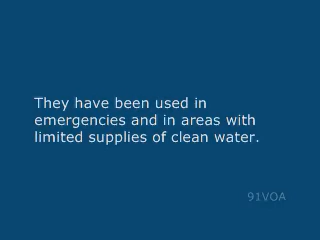 They have been used in
emergencies and in areas with
limited supplies of clean water.
91VOA